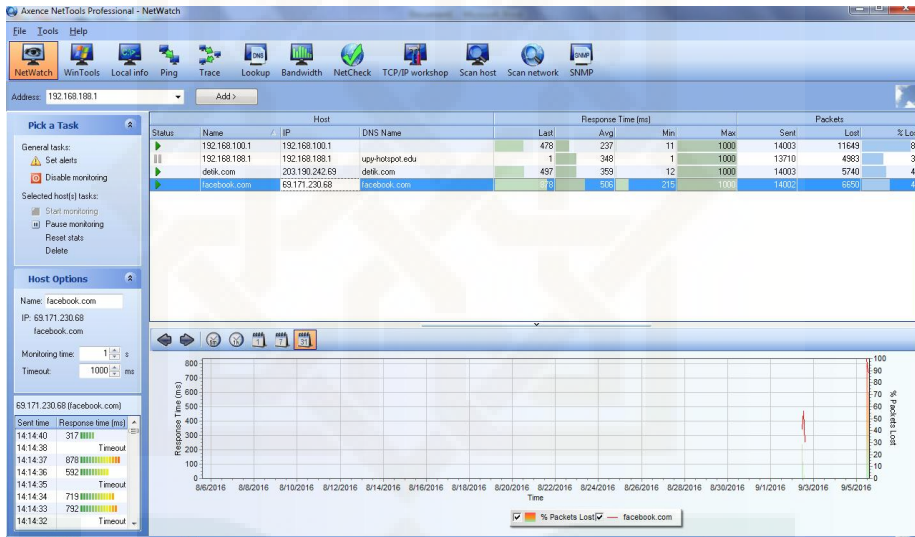 Axence NetTools Professional - NetWatch
File Tools Help
NetWatch WinTools Local info Ping Trace Lookup Bandwidth NetCheck TCP/IP workshop Scan host Scan network SNMP
Address: 192.168.188.1 Add >
Pick a Task
General tasks:
Set alerts
Disable monitoring
Selected host(s) tasks:
Start monitoring
Pause monitoring
Reset stats
Delete
Host Options
Name: facebook.com
IP: 69.171.230.68
facebook.com
Monitoring time: 1 s
Timeout: 1000 ms
69.171.230.68 (facebook.com)
Sent time Response time (ms)
14:14:40 317
14:14:38 Timeout
14:14:37 878
14:14:36 592
14:14:35 Timeout
14:14:34 719
14:14:33 792
14:14:32 Timeout
Host Response Time (ms) Packets
Status Name IP DNS Name Last Avg Min Max Sent Lost % Lo
192.168.100.1 192.168.100.1 478 237 11 1000 14003 11649 8
192.168.188.1 192.168.188.1 upy-hotspot.edu 1 348 1 1000 13710 4983 3
detik.com 203.190.242.69 detik.com 497 359 12 1000 14003 5740 4
facebook.com 69.171.230.68 facebook.com 878 506 215 1000 14002 6650 4
Response Time (ms)
800
700
600
500
400
300
200
100
0
% Packets Lost
100
90
80
70
60
50
40
30
20
10
0
8/6/2016 8/8/2016 8/10/2016 8/12/2016 8/14/2016 8/16/2016 8/18/2016 8/20/2016 8/22/2016 8/24/2016 8/26/2016 8/28/2016 8/30/2016 9/1/2016 9/3/2016 9/5/2016
Time
% Packets Lost facebook.com